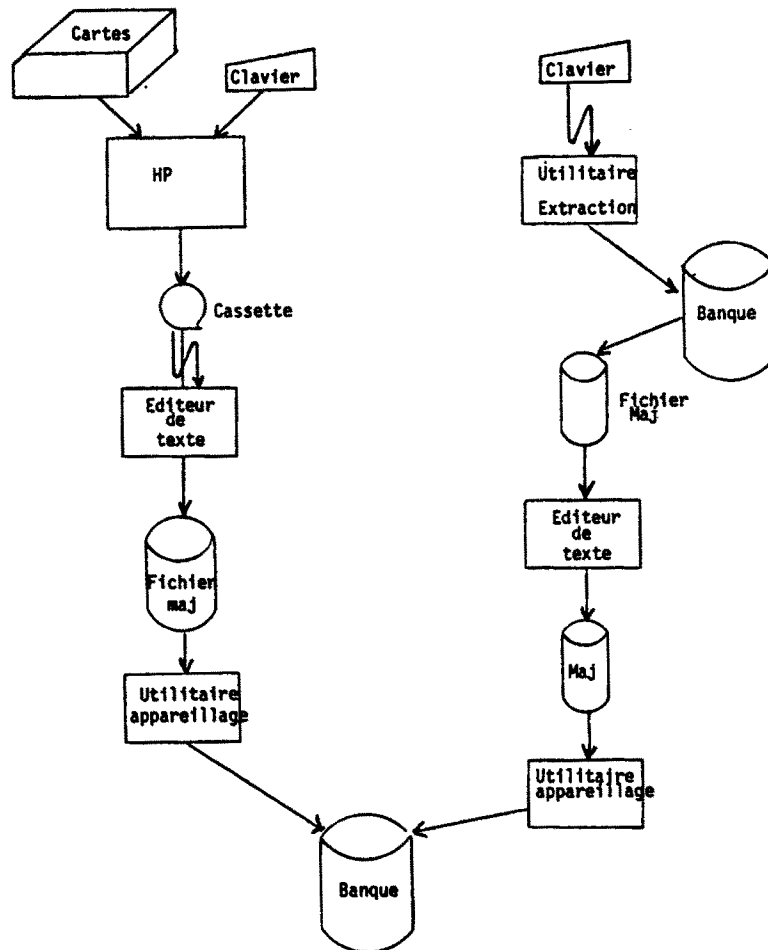 Cartes
Clavier
HP
Cassette
Editeur
de
texte
Fichier
maj
Utilitaire
appareillage
Clavier
Utilitaire
Extraction
Banque
Fichier
Maj
Editeur
de
texte
Maj
Utilitaire
appareillage
Banque